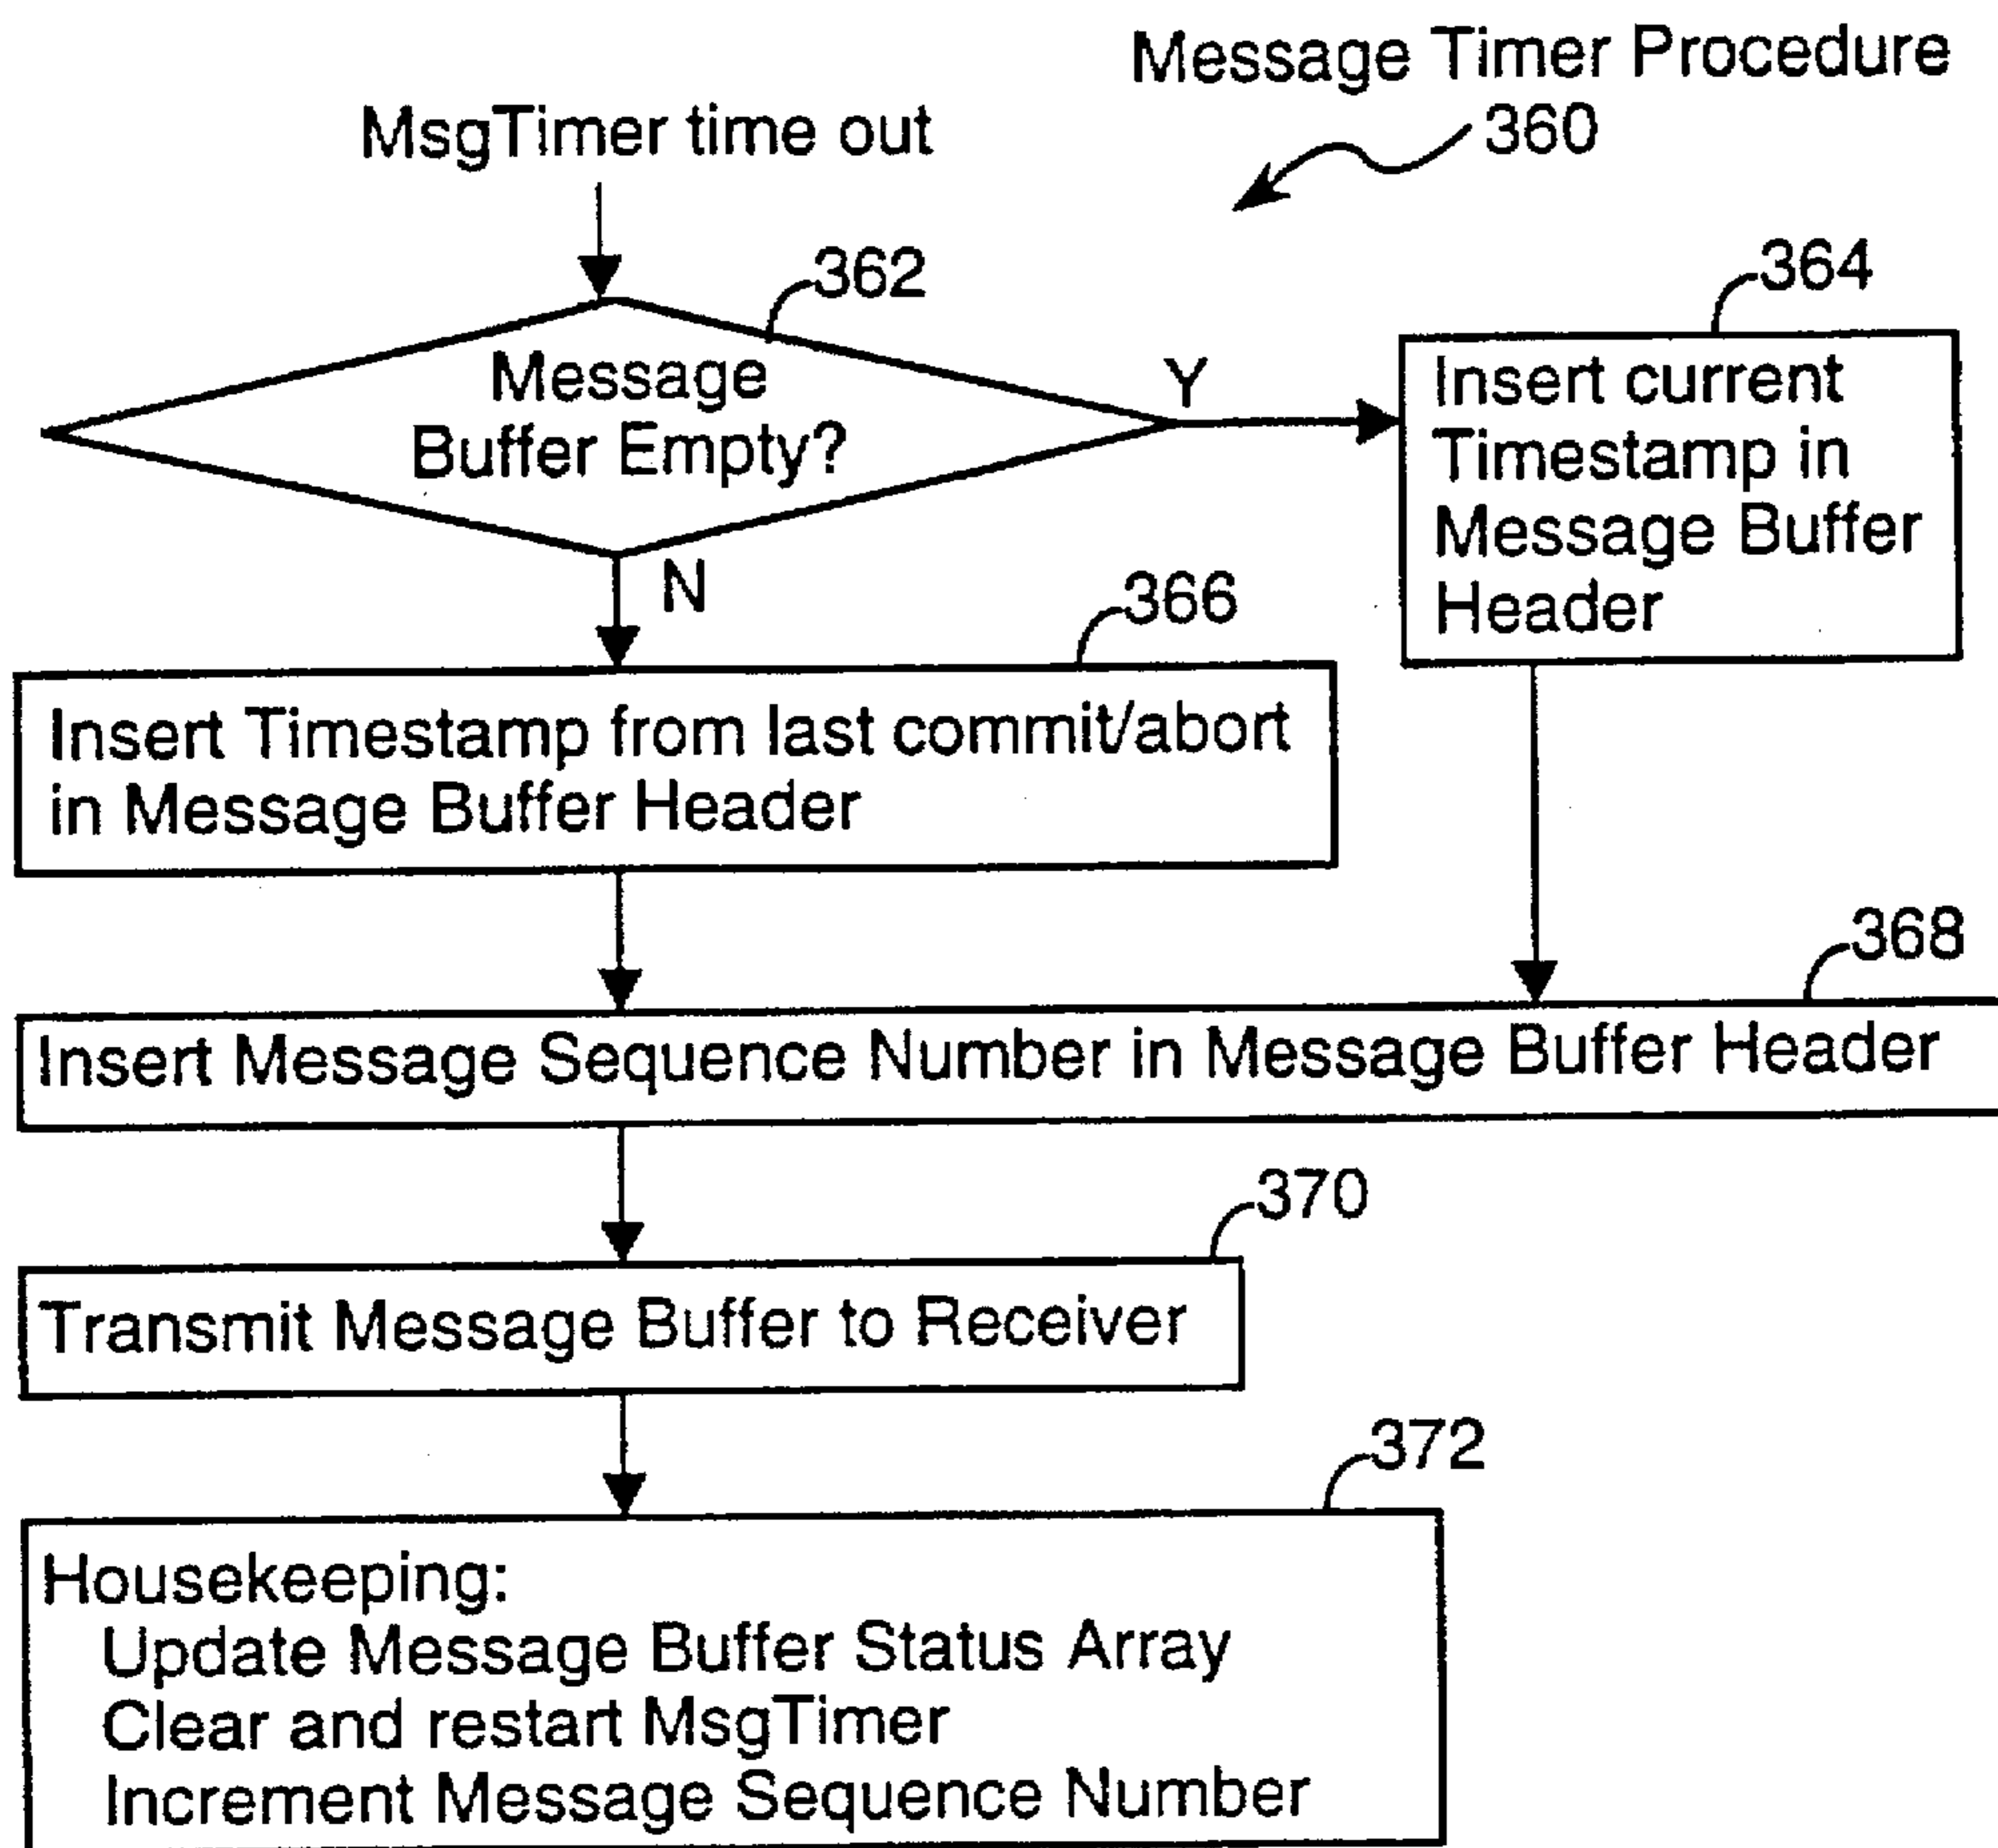 Message Timer Procedure
360
MsgTimer time out
362
Message
Buffer Empty?
Y
N
364
Insert current
Timestamp in
Message Buffer
Header
366
Insert Timestamp from last commit/abort
in Message Buffer Header
368
Insert Message Sequence Number in Message Buffer Header
370
Transmit Message Buffer to Receiver
372
Housekeeping:
Update Message Buffer Status Array
Clear and restart MsgTimer
Increment Message Sequence Number